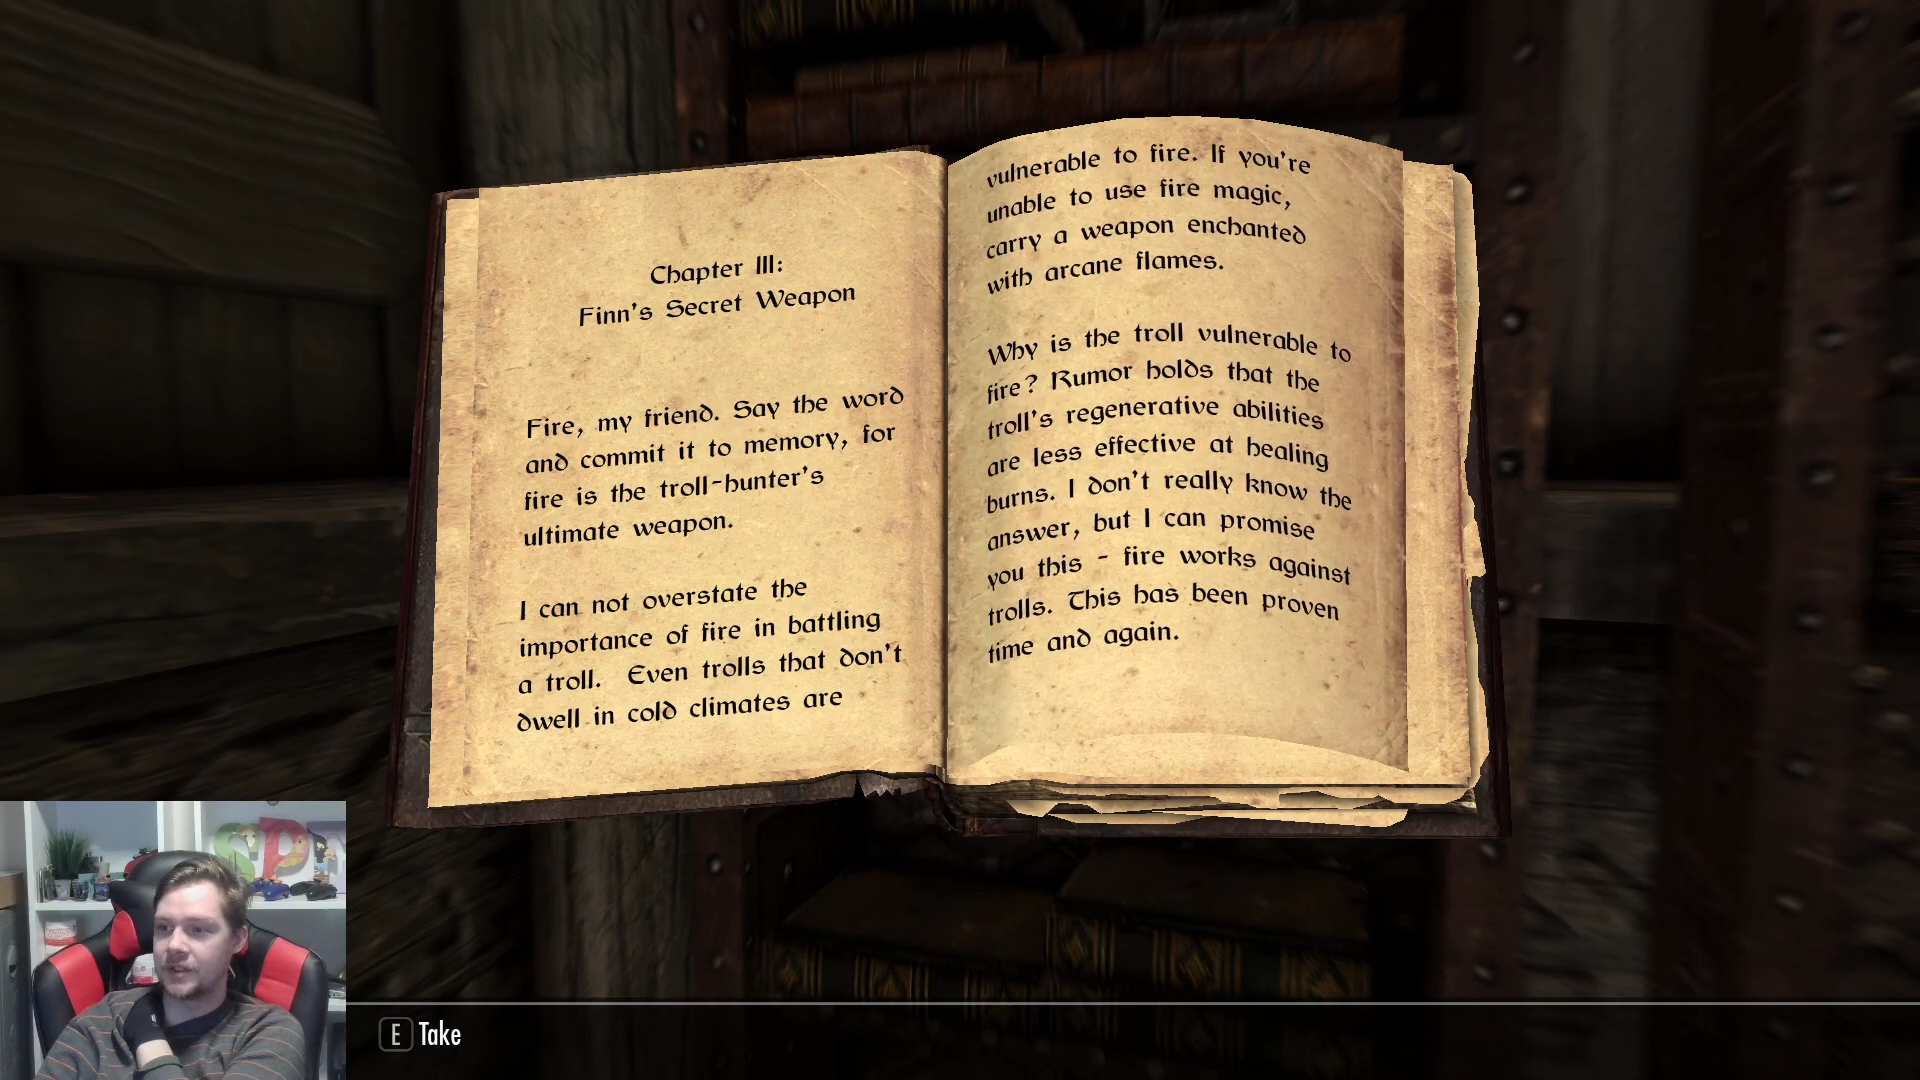 Chapter III:
Finn's Secret Weapon
Fire, my friend. Say the word
and commit it to memory, for
fire is the troll-hunter's
ultimate weapon.
I can not overstate the
importance of fire in battling
a troll.  Even trolls that don't
dwell in cold climates are
vulnerable to fire. If you're
unable to use fire magic,
carry a weapon enchanted
with arcane flames.
Why is the troll vulnerable to
fire? Rumor holds that the
troll's regenerative abilities
are less effective at healing
burns. I don't really know the
answer, but I can promise
you this - fire works against
trolls. This has been proven
time and again.
SP
E Take